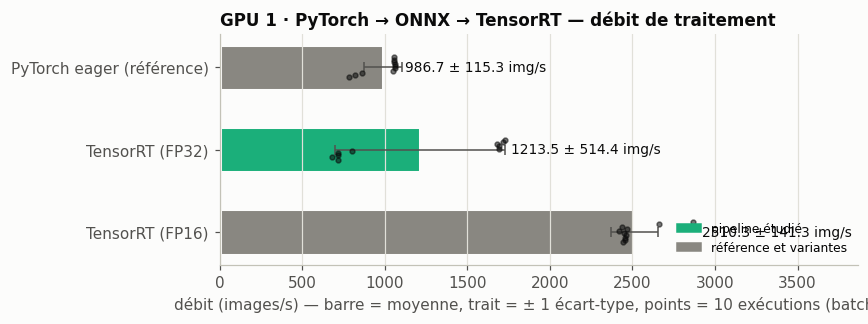 GPU 1 · PyTorch → ONNX → TensorRT — débit de traitement
PyTorch eager (référence)
986.7 ± 115.3 img/s
TensorRT (FP32)
1213.5 ± 514.4 img/s
TensorRT (FP16)
± 141.3 img/s
pipeline étudié
référence et variantes
0 500 1000 1500 2000 2500 3000 3500
débit (images/s) — barre = moyenne, trait = ± 1 écart-type, points = 10 exécutions (batch